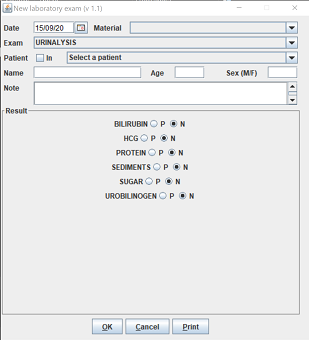 New laboratory exam (v 1.1)
Date 15/09/20 Material
Exam URINALYSIS
Patient In Select a patient
Name Age Sex (M/F)
Note
Result
BILIRUBIN P N
HCG P N
PROTEIN P N
SEDIMENTS P N
SUGAR P N
UROBILINOGEN P N
OK Cancel Print